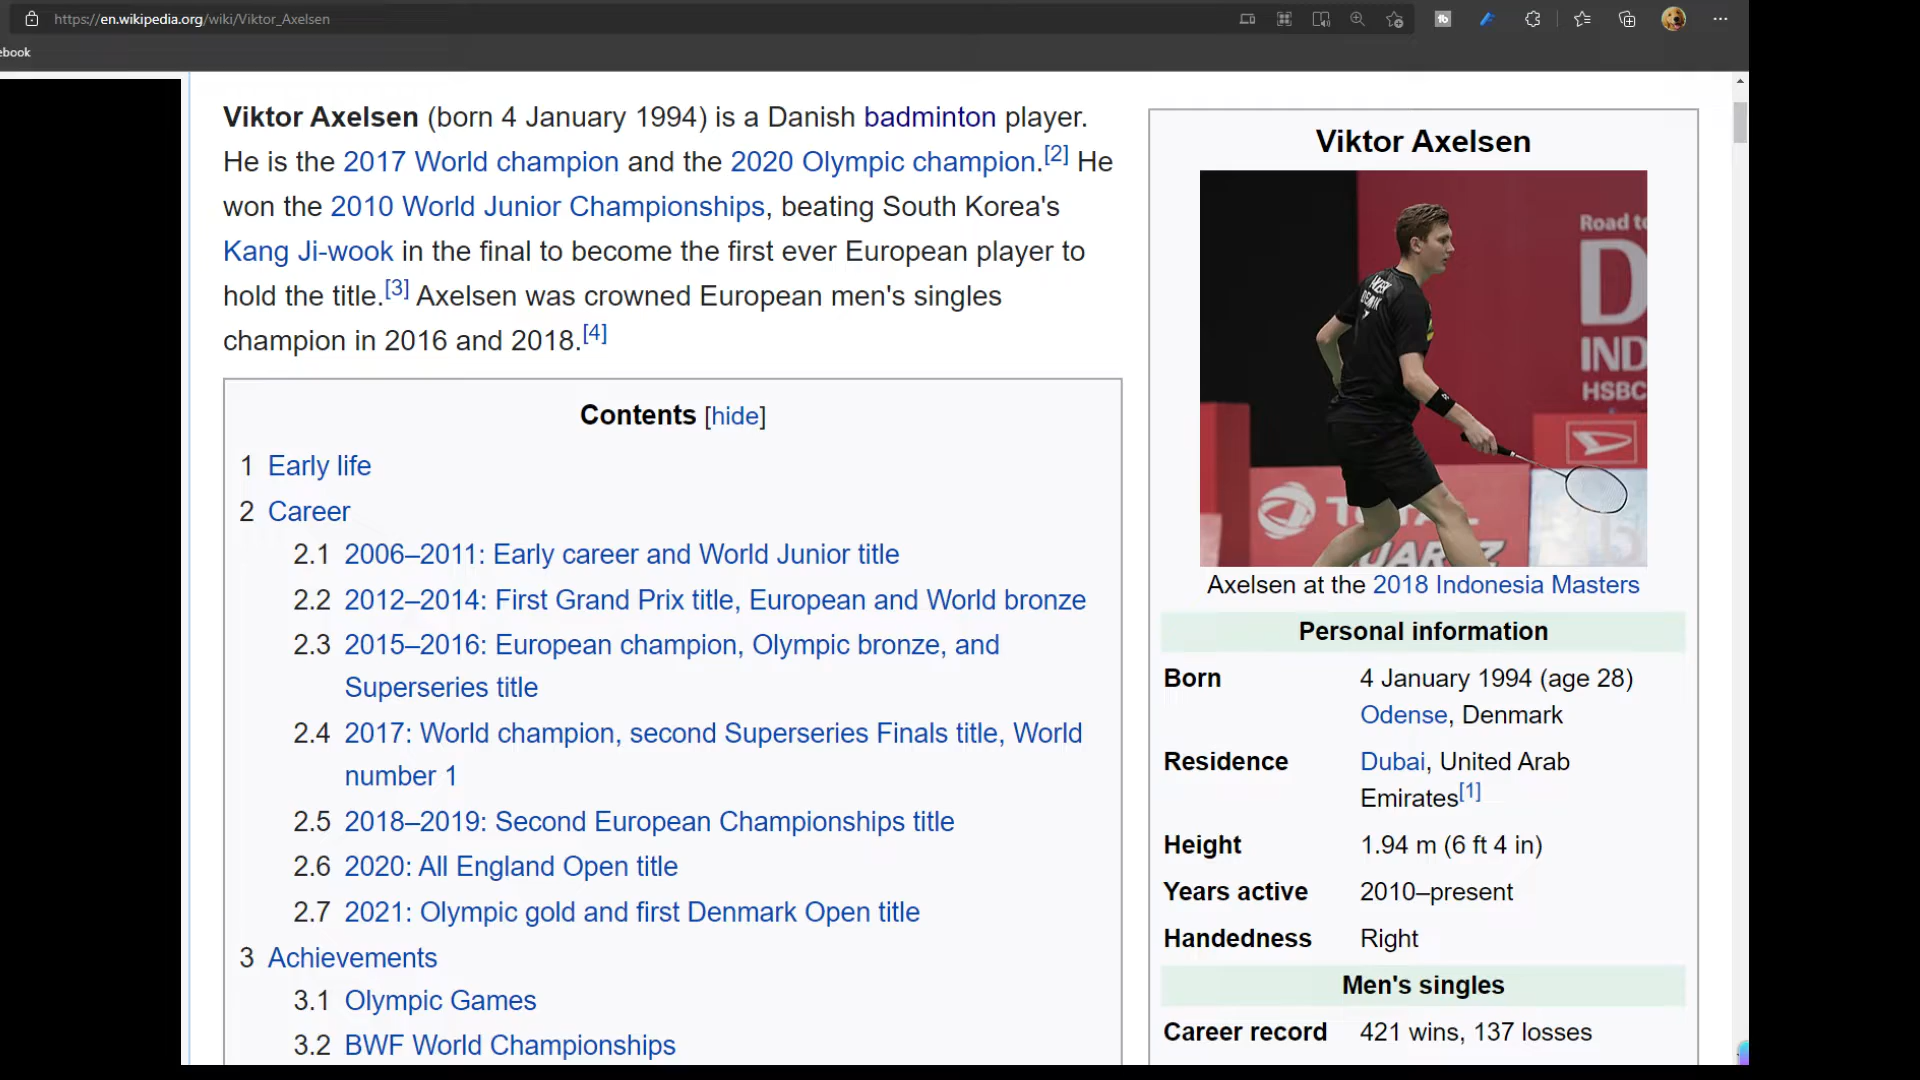 https://en.wikipedia.org/wiki/Viktor_Axelsen
ebook
Viktor Axelsen (born 4 January 1994) is a Danish badminton player.
He is the 2017 World champion and the 2020 Olympic champion.[2] He
won the 2010 World Junior Championships, beating South Korea's
Kang Ji-wook in the final to become the first ever European player to
hold the title.[3] Axelsen was crowned European men's singles
champion in 2016 and 2018.[4]
Contents [hide]
1 Early life
2 Career
2.1 2006–2011: Early career and World Junior title
2.2 2012–2014: First Grand Prix title, European and World bronze
2.3 2015–2016: European champion, Olympic bronze, and
Superseries title
2.4 2017: World champion, second Superseries Finals title, World
number 1
2.5 2018–2019: Second European Championships title
2.6 2020: All England Open title
2.7 2021: Olympic gold and first Denmark Open title
3 Achievements
3.1 Olympic Games
3.2 BWF World Championships
Viktor Axelsen
Road to
D
IND
HSBC
TOTAL
Axelsen at the 2018 Indonesia Masters
Personal information
Born 4 January 1994 (age 28)
Odense, Denmark
Residence Dubai, United Arab
Emirates[1]
Height 1.94 m (6 ft 4 in)
Years active 2010–present
Handedness Right
Men's singles
Career record 421 wins, 137 losses